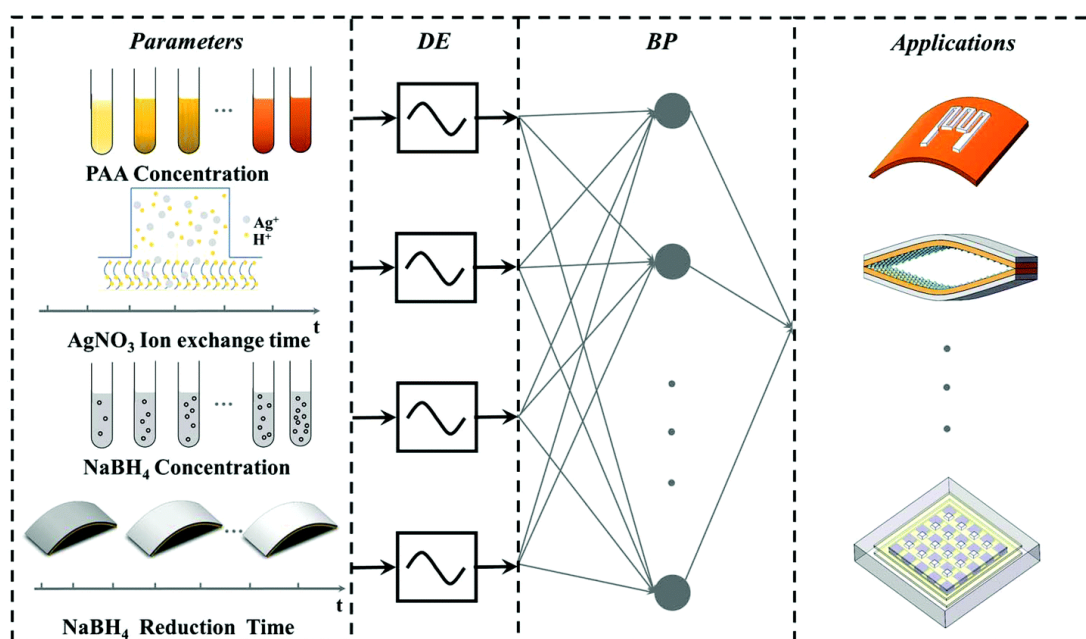 Parameters
DE
BP
Applications
PAA Concentration
Ag⁺
H⁺
t
AgNO₃ Ion exchange time
NaBH₄ Concentration
t
NaBH₄ Reduction Time